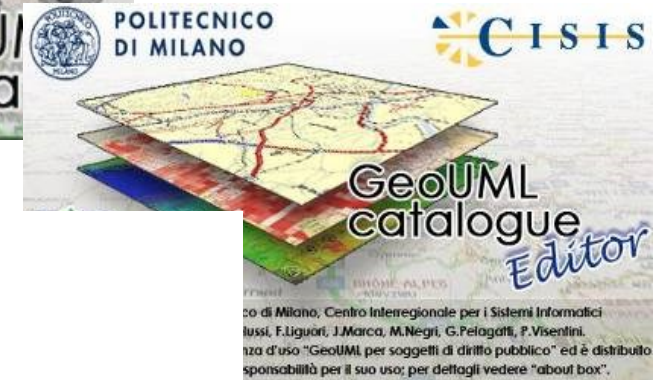 POLITECNICO
DI MILANO
CISIS
GeoUML
catalogue
Editor
RHÔNE-ALPES
co di Milano, Centro Interregionale per i Sistemi Informatici
lussi, F.Liguori, J.Marca, M.Negri, G.Pelagatti, P.Visentini.
nza d'uso "GeoUML per soggetti di diritto pubblico" ed è distribuito
sponsabilità per il suo uso; per dettagli vedere "about box".